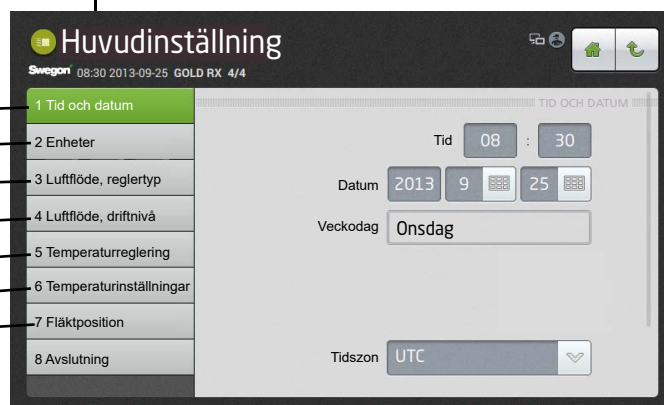 Huvudinställning
Swegon 08:30 2013-09-25 GOLD RX 4/4
1 Tid och datum
2 Enheter
3 Luftflöde, reglertyp
4 Luftflöde, driftnivå
5 Temperaturreglering
6 Temperaturinställningar
7 Fläktposition
8 Avslutning
TID OCH DATUM
Tid 08 : 30
Datum 2013 9 25
Veckodag Onsdag
Tidszon UTC